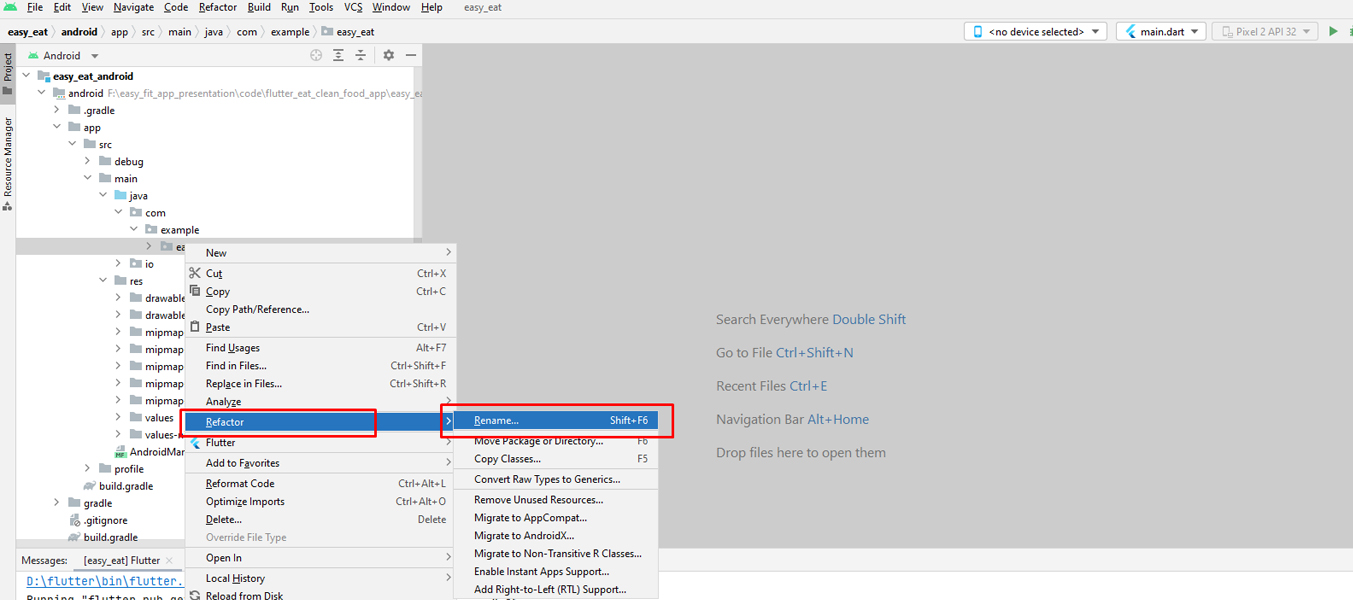 File Edit View Navigate Code Refactor Build Run Tools VCS Window Help easy_eat
easy_eat android app src main java com example easy_eat
<no device selected> main.dart Pixel 2 API 32
Project
Resource Manager
Android
easy_eat_android
android F:\easy_fit_app_presentation\code\flutter_eat_clean_food_app\easy_ea
.gradle
app
src
debug
main
java
com
example
ea
io
res
drawable
drawable
mipmap
mipmap
mipmap
mipmap
mipmap
values
values-n
AndroidMan
profile
build.gradle
gradle
.gitignore
build.gradle
New
Cut Ctrl+X
Copy Ctrl+C
Copy Path/Reference...
Paste Ctrl+V
Find Usages Alt+F7
Find in Files... Ctrl+Shift+F
Replace in Files... Ctrl+Shift+R
Analyze
Refactor
Flutter
Add to Favorites
Reformat Code Ctrl+Alt+L
Optimize Imports Ctrl+Alt+O
Delete... Delete
Override File Type
Open In
Local History
Reload from Disk
Rename... Shift+F6
Move Package or Directory... F6
Copy Classes... F5
Convert Raw Types to Generics...
Remove Unused Resources...
Migrate to AppCompat...
Migrate to AndroidX...
Migrate to Non-Transitive R Classes...
Enable Instant Apps Support...
Add Right-to-Left (RTL) Support...
Search Everywhere Double Shift
Go to File Ctrl+Shift+N
Recent Files Ctrl+E
Navigation Bar Alt+Home
Drop files here to open them
Messages: [easy_eat] Flutter
D:\flutter\bin\flutter.
Running "flutter pub ge